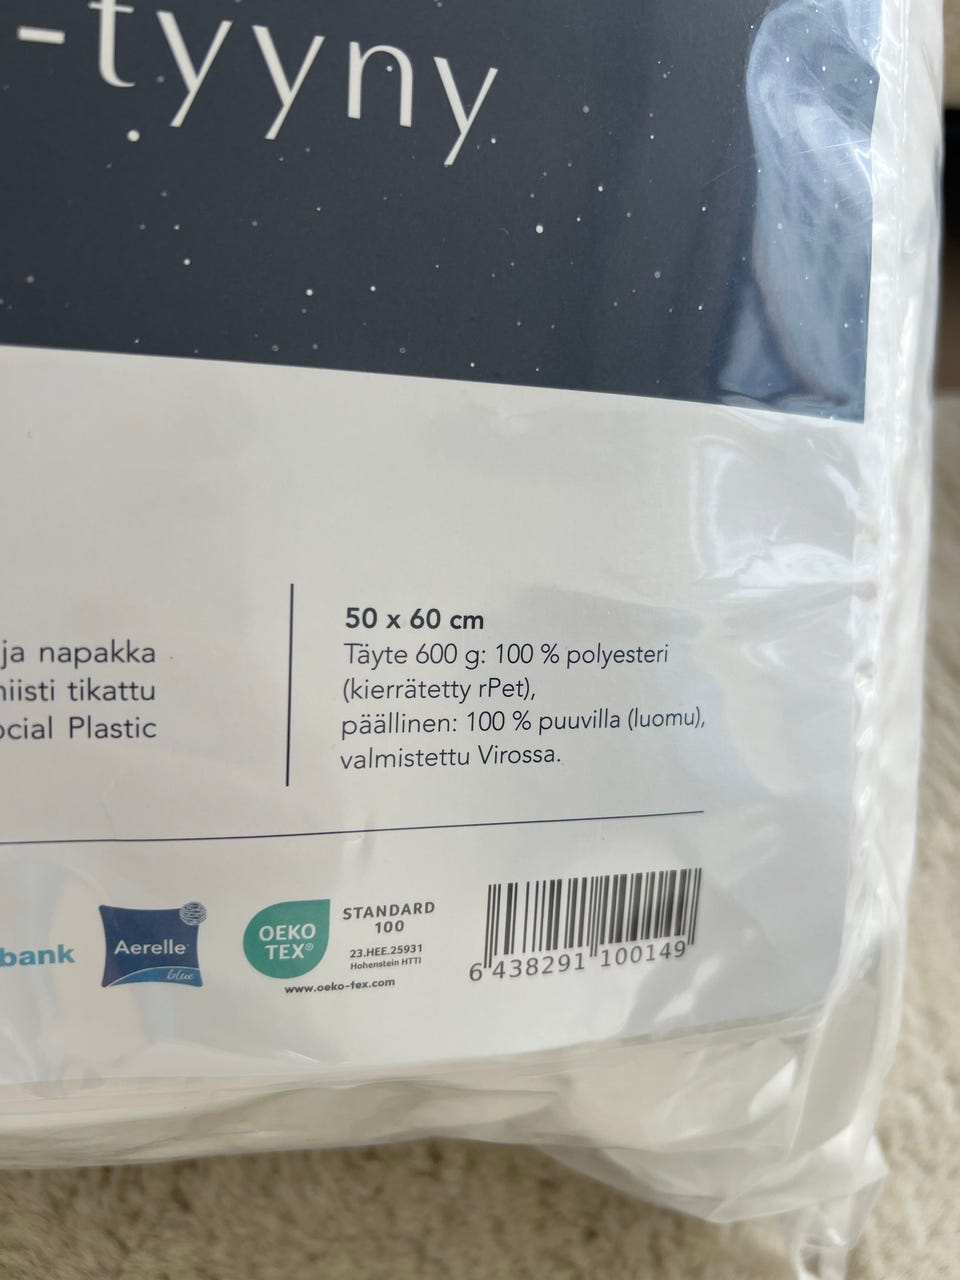 -tyyny
ja napakka
tikattu
Plastic
50 x 60 cm
Täyte 600 g: 100 % polyesteri
(kierrätetty rPet),
päällinen: 100 % puuvilla (luomu),
valmistettu Virossa.
bank
Aerelle
blue
OEKO
TEX®
STANDARD
100
23.HEE.25931
Hohenstein HTTI
www.oeko-tex.com
6 438291 100149